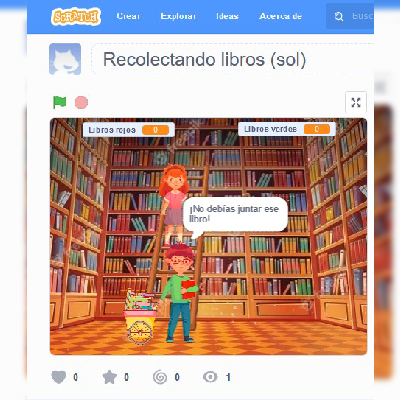 SCRATCH Crear Explorar Ideas Acerca de Busc
Recolectando libros (sol)
Libros rojos 0 Libros verdes 0
¡No debías juntar ese
libro!
0 0 0 1